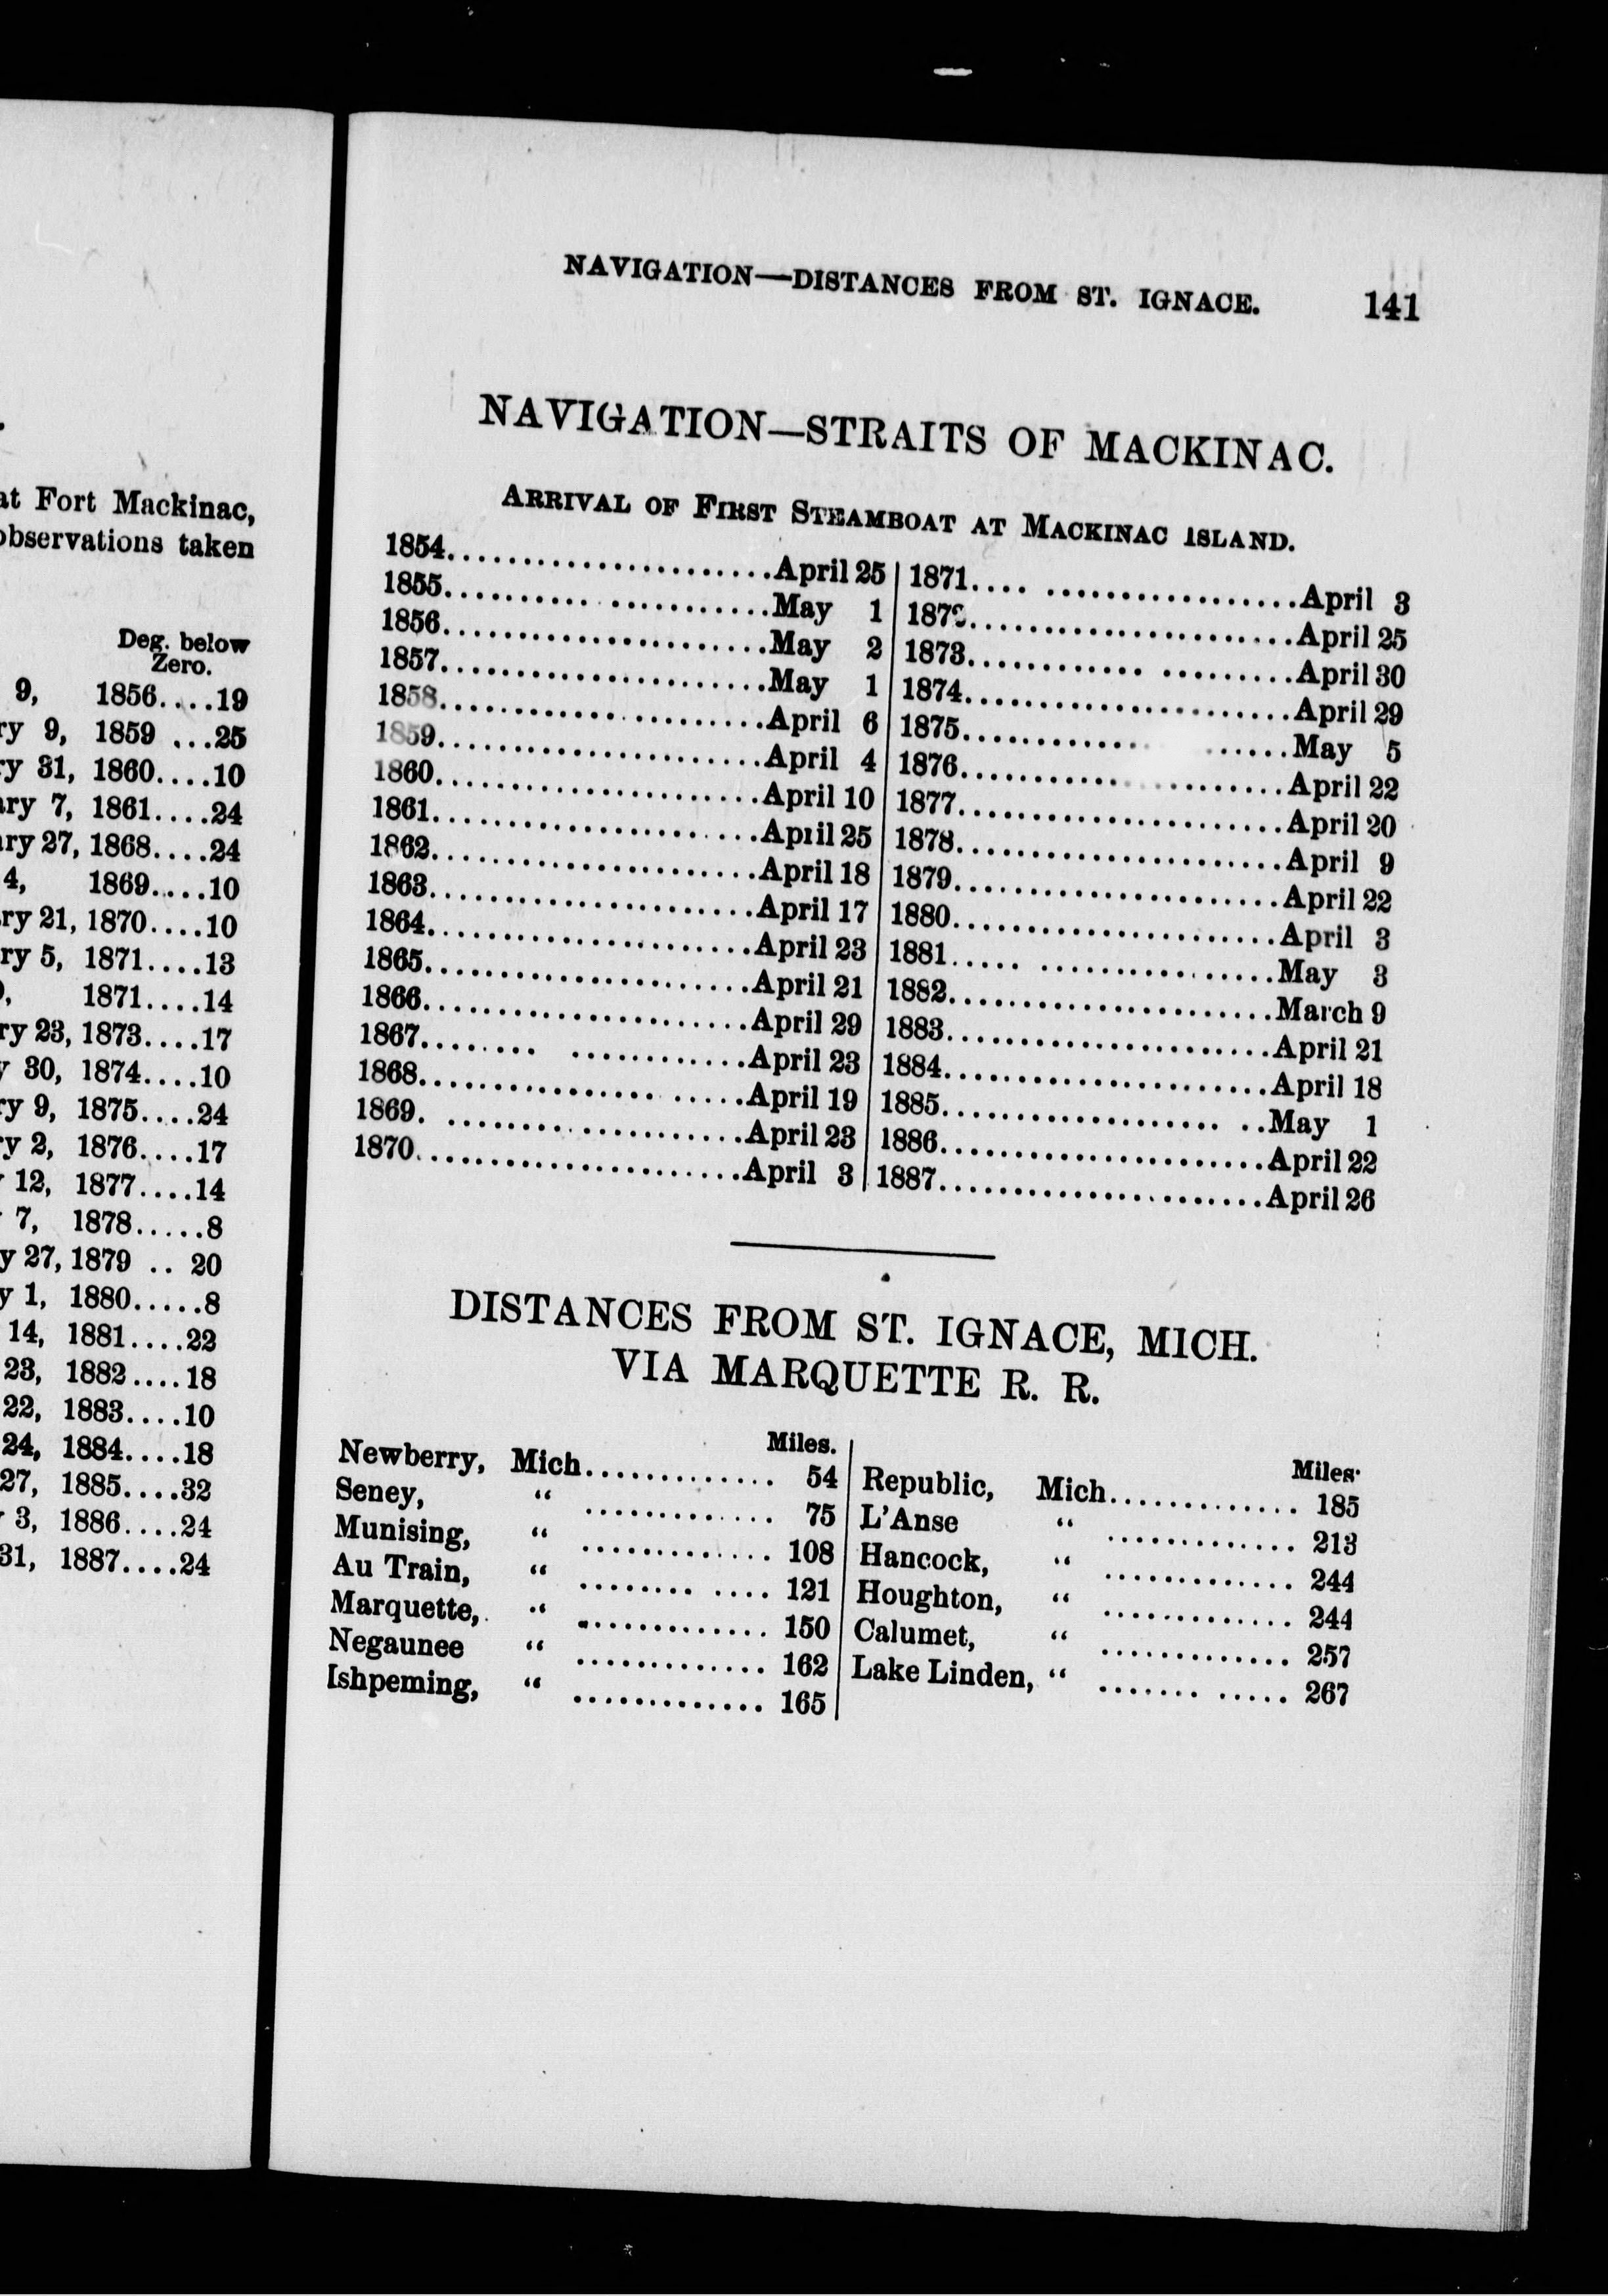 at Fort Mackinac,
observations taken
Deg. below
Zero.
9, 1856....19
ry 9, 1859 ...25
ry 31, 1860....10
ary 7, 1861....24
ary 27, 1868....24
4, 1869.....10
ry 21, 1870....10
ry 5, 1871....13
1871....14
ry 23, 1873....17
y 30, 1874....10
ry 9, 1875....24
ry 2, 1876....17
12, 1877....14
7, 1878.....8
y 27, 1879 .. 20
y 1, 1880.....8
14, 1881....22
23, 1882....18
22, 1883....10
24, 1884....18
27, 1885....32
3, 1886....24
31, 1887....24
NAVIGATION—DISTANCES FROM ST. IGNACE. 141
NAVIGATION—STRAITS OF MACKINAC.
ARRIVAL OF FIRST STEAMBOAT AT MACKINAC ISLAND.
1854........................April 25
1855........................May 1
1856........................May 2
1857........................May 1
1858........................April 6
1859........................April 4
1860........................April 10
1861........................April 25
1862........................April 18
1863........................April 17
1864........................April 23
1865........................April 21
1866........................April 29
1867........................April 23
1868........................April 19
1869........................April 23
1870........................April 3
1871........................April 3
1872........................April 25
1873........................April 30
1874........................April 29
1875........................May 5
1876........................April 22
1877........................April 20
1878........................April 9
1879........................April 22
1880........................April 3
1881........................May 3
1882........................March 9
1883........................April 21
1884........................April 18
1885........................May 1
1886........................April 22
1887........................April 26
DISTANCES FROM ST. IGNACE, MICH.
VIA MARQUETTE R. R.
Miles.
Newberry, Mich............. 54
Seney, “ ............. 75
Munising, “ ............. 108
Au Train, “ ............. 121
Marquette, “ ............. 150
Negaunee “ ............. 162
Ishpeming, “ ............. 165
Miles.
Republic, Mich............. 185
L'Anse “ ............. 213
Hancock, “ ............. 244
Houghton, “ ............. 244
Calumet, “ ............. 257
Lake Linden, “ ............. 267